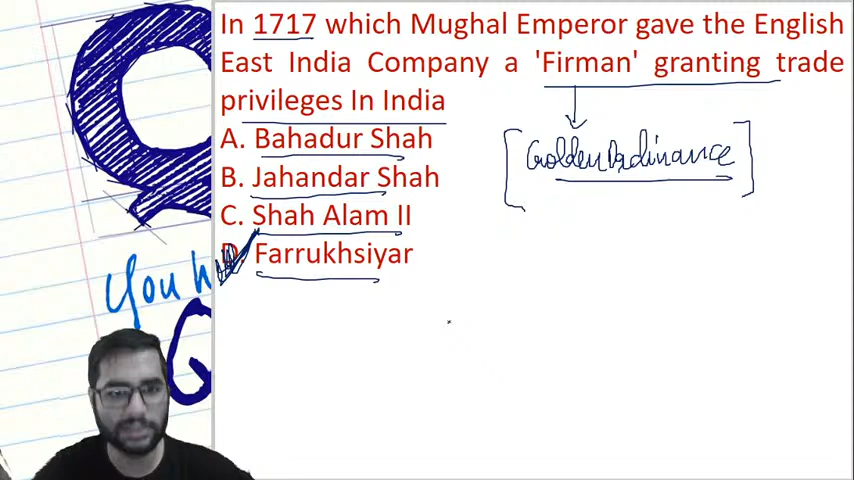 In 1717 which Mughal Emperor gave the English
East India Company a 'Firman' granting trade
privileges In India
A. Bahadur Shah
B. Jahandar Shah
C. Shah Alam II
D. Farrukhsiyar
Golden Ordinance
You h